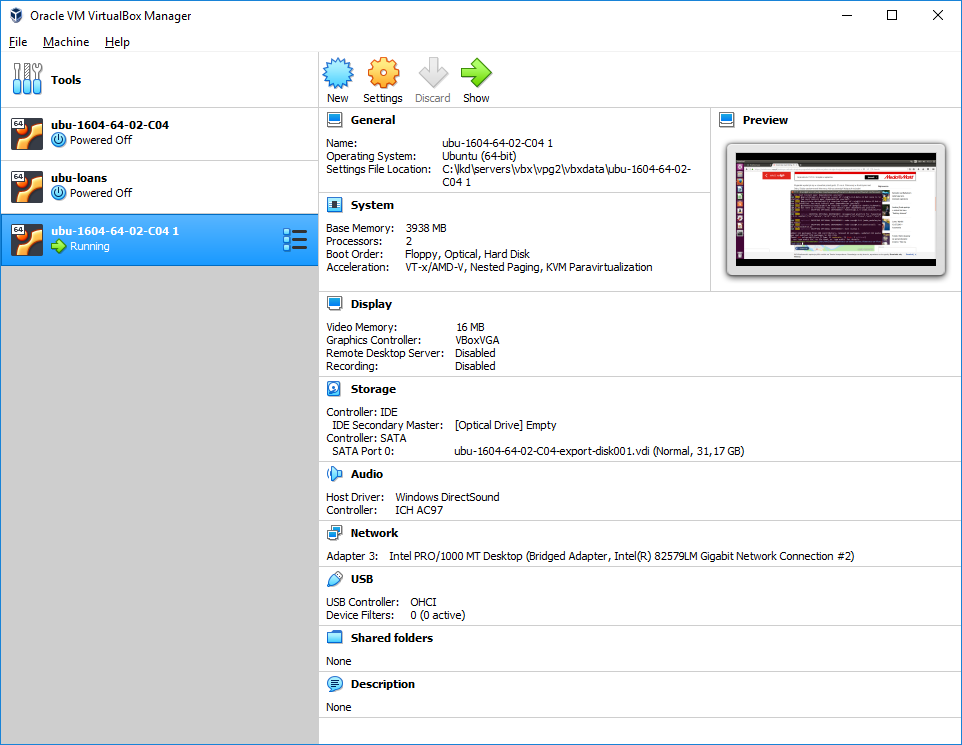 Oracle VM VirtualBox Manager
File Machine Help
Tools
New Settings Discard Show
64
ubu-1604-64-02-C04
Powered Off
ubu-loans
64
Powered Off
64
ubu-1604-64-02-C04 1
Running
General
Name: ubu-1604-64-02-C04 1
Operating System: Ubuntu (64-bit)
Settings File Location: C:\kd\servers\vbx\vpg2\vbxdata\ubu-1604-64-02-
C04 1
Preview
MediaMarkt
System
Base Memory: 3938 MB
Processors: 2
Boot Order: Floppy, Optical, Hard Disk
Acceleration: VT-x/AMD-V, Nested Paging, KVM Paravirtualization
Display
Video Memory: 16 MB
Graphics Controller: VBoxVGA
Remote Desktop Server: Disabled
Recording: Disabled
Storage
Controller: IDE
IDE Secondary Master: [Optical Drive] Empty
Controller: SATA
SATA Port 0: ubu-1604-64-02-C04-export-disk001.vdi (Normal, 31,17 GB)
Audio
Host Driver: Windows DirectSound
Controller: ICH AC97
Network
Adapter 3: Intel PRO/1000 MT Desktop (Bridged Adapter, Intel(R) 82579LM Gigabit Network Connection #2)
USB
USB Controller: OHCI
Device Filters: 0 (0 active)
Shared folders
None
Description
None